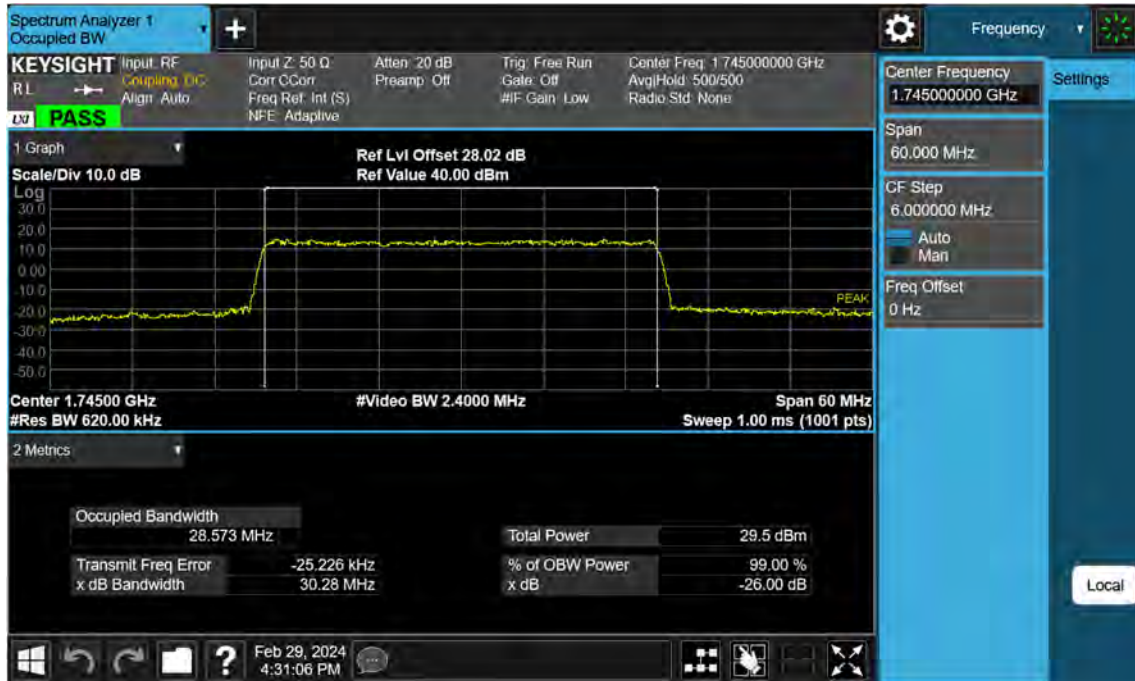 Spectrum Analyzer 1
Occupied BW
+
Frequency
KEYSIGHT
RL
LXI PASS
Input: RF
Coupling: DC
Align: Auto
Input Z: 50 Ω
Corr CCorr
Freq Ref: Int (S)
NFE: Adaptive
Atten: 20 dB
Preamp: Off
Trig: Free Run
Gate: Off
#IF Gain: Low
Center Freq: 1.745000000 GHz
Avg|Hold: 500/500
Radio Std: None
Center Frequency
1.745000000 GHz
Settings
Span
60.000 MHz
CF Step
6.000000 MHz
Auto
Man
Freq Offset
0 Hz
1 Graph
Scale/Div 10.0 dB
Ref Lvl Offset 28.02 dB
Ref Value 40.00 dBm
Log
30.0
20.0
10.0
0.00
-10.0
-20.0
-30.0
-40.0
-50.0
PEAK
Center 1.74500 GHz
#Video BW 2.4000 MHz
Span 60 MHz
#Res BW 620.00 kHz
Sweep 1.00 ms (1001 pts)
2 Metrics
Occupied Bandwidth
28.573 MHz
Total Power 29.5 dBm
Transmit Freq Error -25.226 kHz
% of OBW Power 99.00 %
x dB Bandwidth 30.28 MHz
x dB -26.00 dB
Local
?
Feb 29, 2024
4:31:06 PM